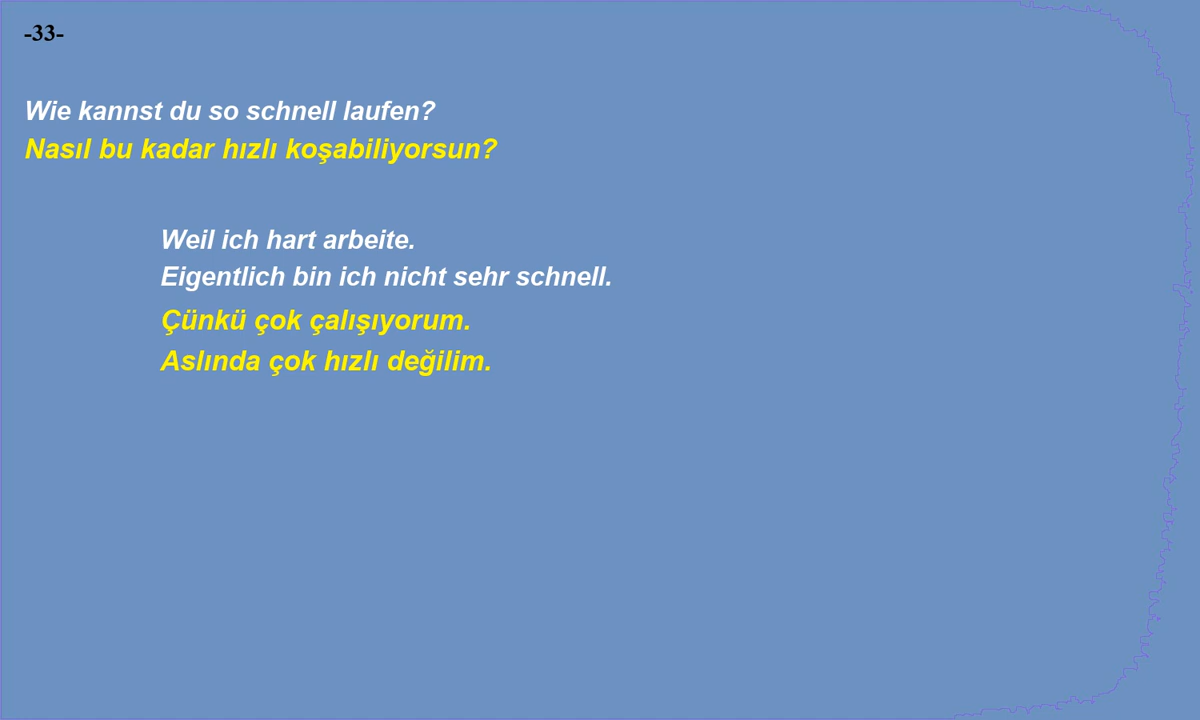 -33-
Wie kannst du so schnell laufen?
Nasıl bu kadar hızlı koşabiliyorsun?
Weil ich hart arbeite.
Eigentlich bin ich nicht sehr schnell.
Çünkü çok çalışıyorum.
Aslında çok hızlı değilim.